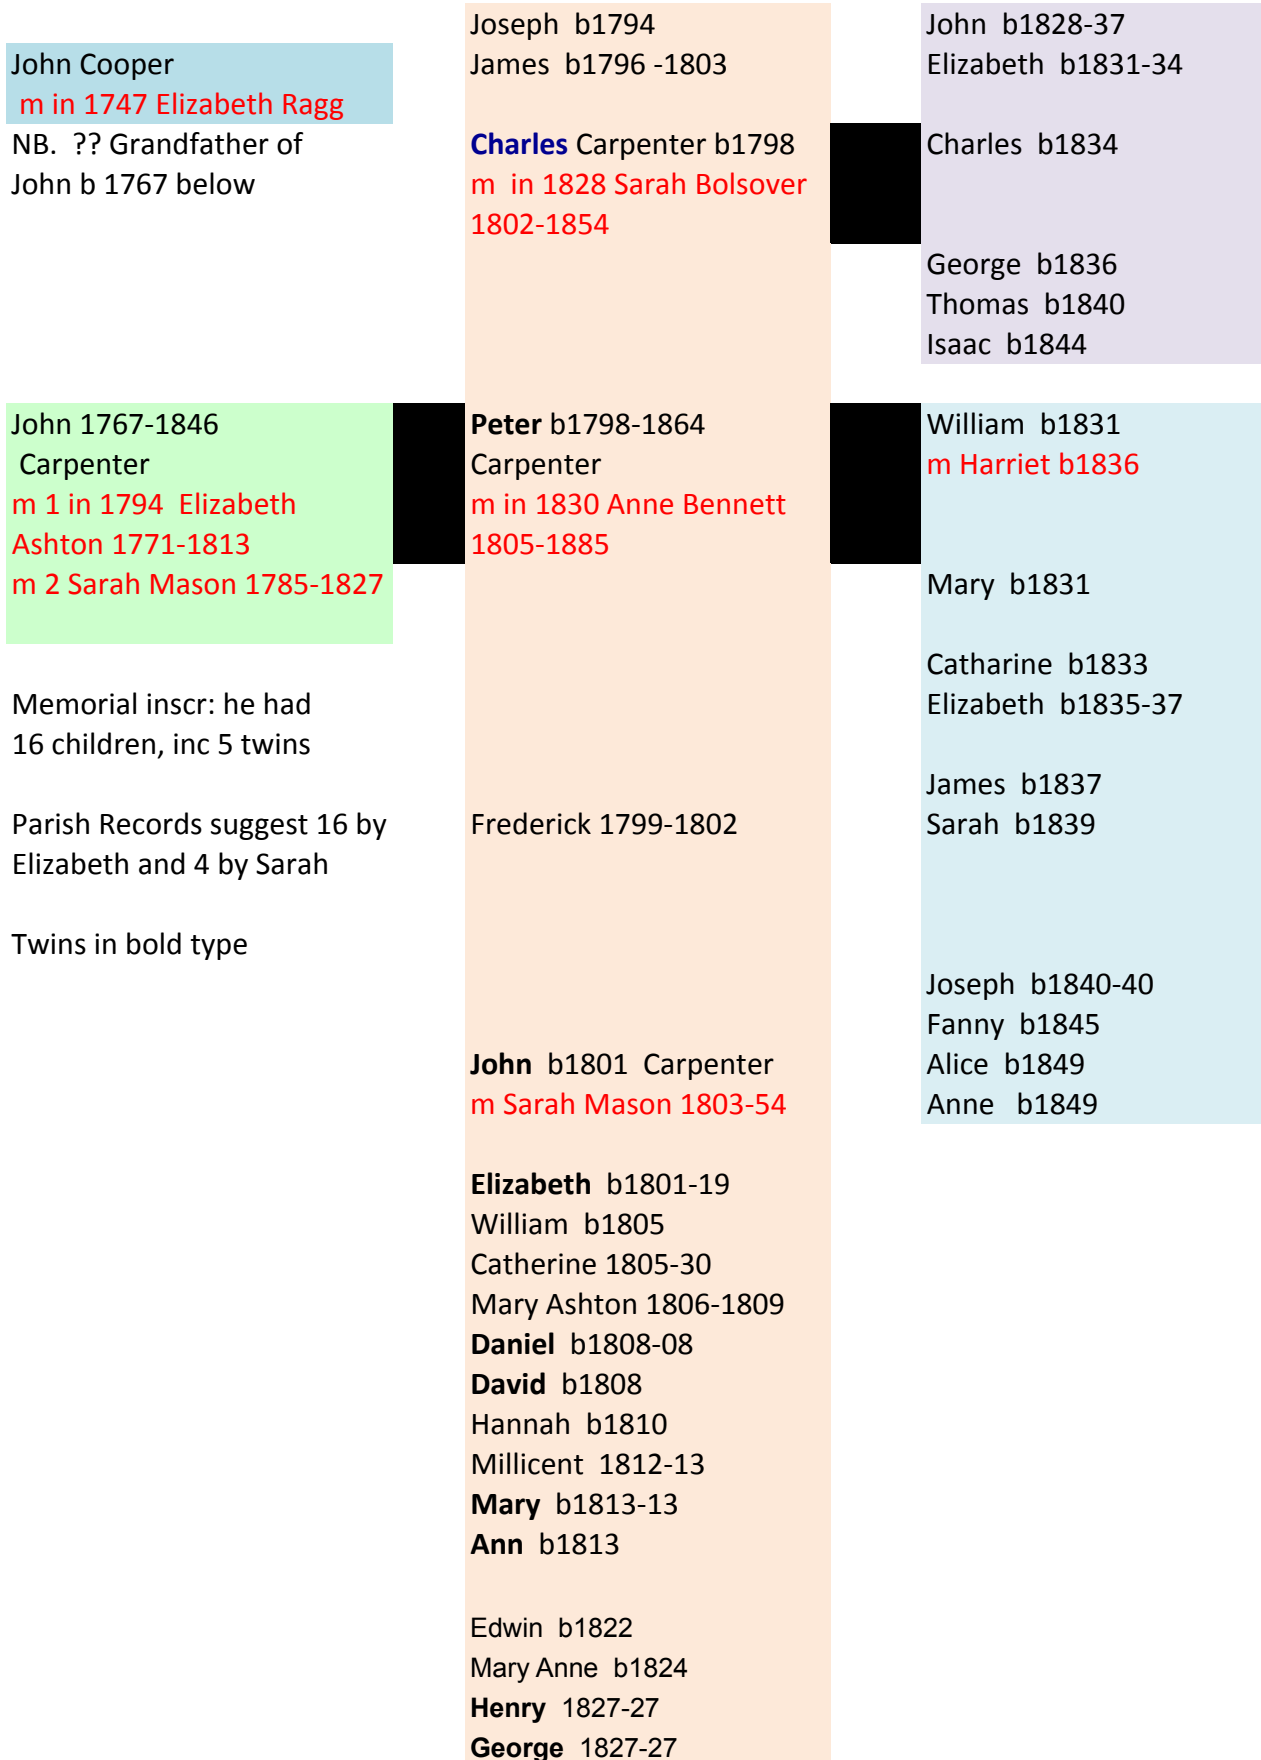 John Cooper
m in 1747 Elizabeth Ragg
NB. ?? Grandfather of
John b 1767 below
John 1767-1846
Carpenter
m 1 in 1794 Elizabeth
Ashton 1771-1813
m 2 Sarah Mason 1785-1827
Memorial inscr: he had
16 children, inc 5 twins
Parish Records suggest 16 by
Elizabeth and 4 by Sarah
Twins in bold type
Joseph b1794
James b1796 -1803
Charles Carpenter b1798
m in 1828 Sarah Bolsover
1802-1854
Peter b1798-1864
Carpenter
m in 1830 Anne Bennett
1805-1885
Frederick 1799-1802
John b1801 Carpenter
m Sarah Mason 1803-54
Elizabeth b1801-19
William b1805
Catherine 1805-30
Mary Ashton 1806-1809
Daniel b1808-08
David b1808
Hannah b1810
Millicent 1812-13
Mary b1813-13
Ann b1813
Edwin b1822
Mary Anne b1824
Henry 1827-27
George 1827-27
John b1828-37
Elizabeth b1831-34
Charles b1834
George b1836
Thomas b1840
Isaac b1844
William b1831
m Harriet b1836
Mary b1831
Catharine b1833
Elizabeth b1835-37
James b1837
Sarah b1839
Joseph b1840-40
Fanny b1845
Alice b1849
Anne b1849